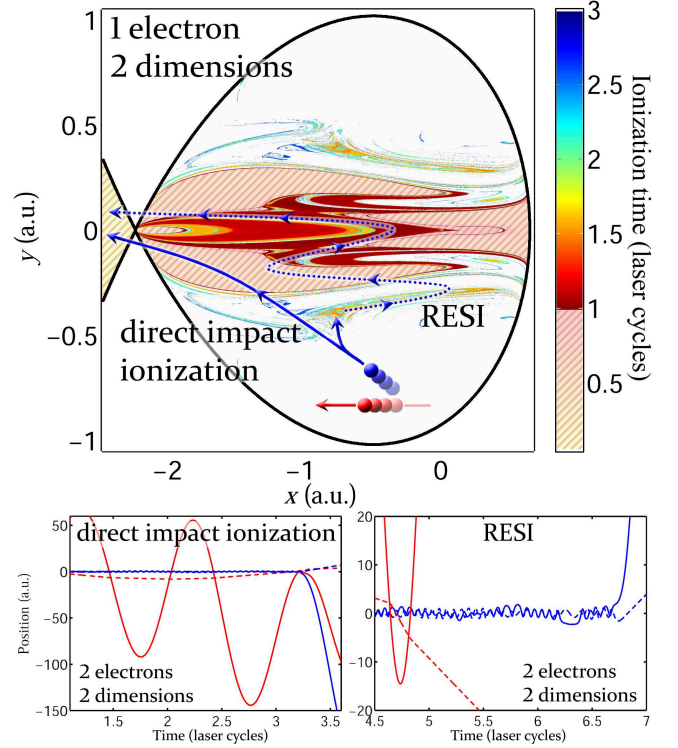 1 electron
2 dimensions
1
0.5
0
−0.5
−1
y (a.u.)
−2
−1
0
x (a.u.)
direct impact
ionization
RESI
3
2.5
2
1.5
1
0.5
Ionization time (laser cycles)
direct impact ionization
50
0
−50
−100
−150
Position (a.u.)
2 electrons
2 dimensions
1.5
2
2.5
3
3.5
Time (laser cycles)
RESI
20
10
0
−10
−20
2 electrons
2 dimensions
4.5
5
5.5
6
6.5
7
Time (laser cycles)